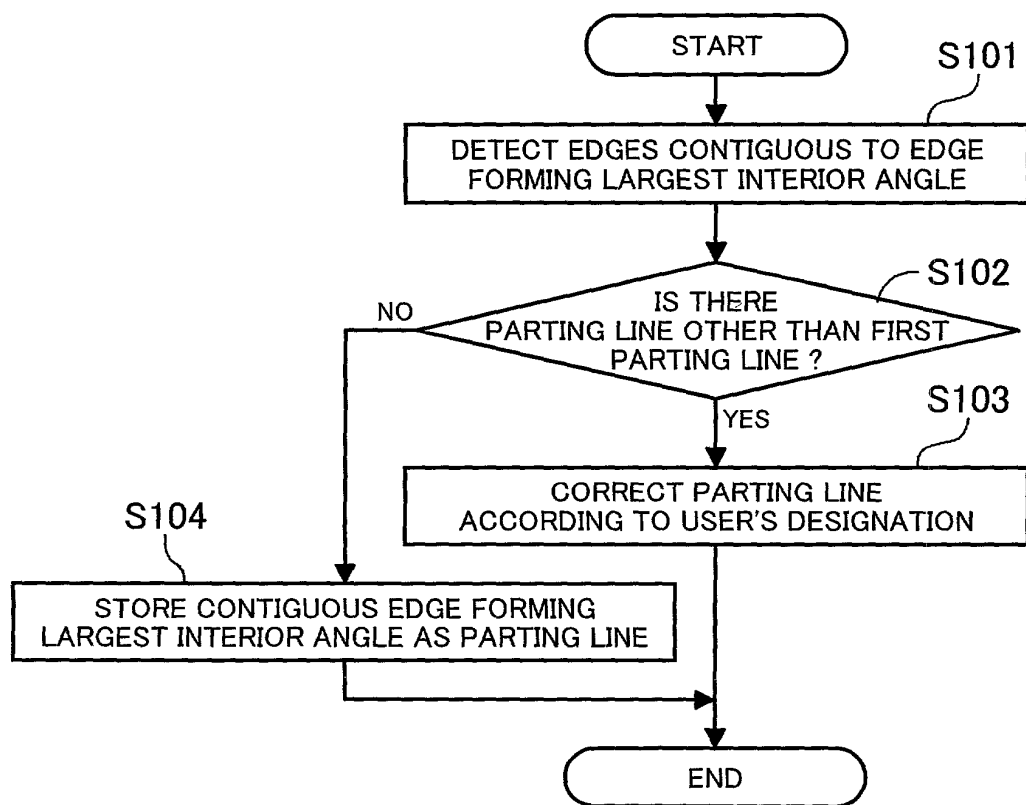 START
S101
DETECT EDGES CONTIGUOUS TO EDGE
FORMING LARGEST INTERIOR ANGLE
S102
IS THERE
PARTING LINE OTHER THAN FIRST
PARTING LINE ?
NO
YES
S103
CORRECT PARTING LINE
ACCORDING TO USER'S DESIGNATION
S104
STORE CONTIGUOUS EDGE FORMING
LARGEST INTERIOR ANGLE AS PARTING LINE
END